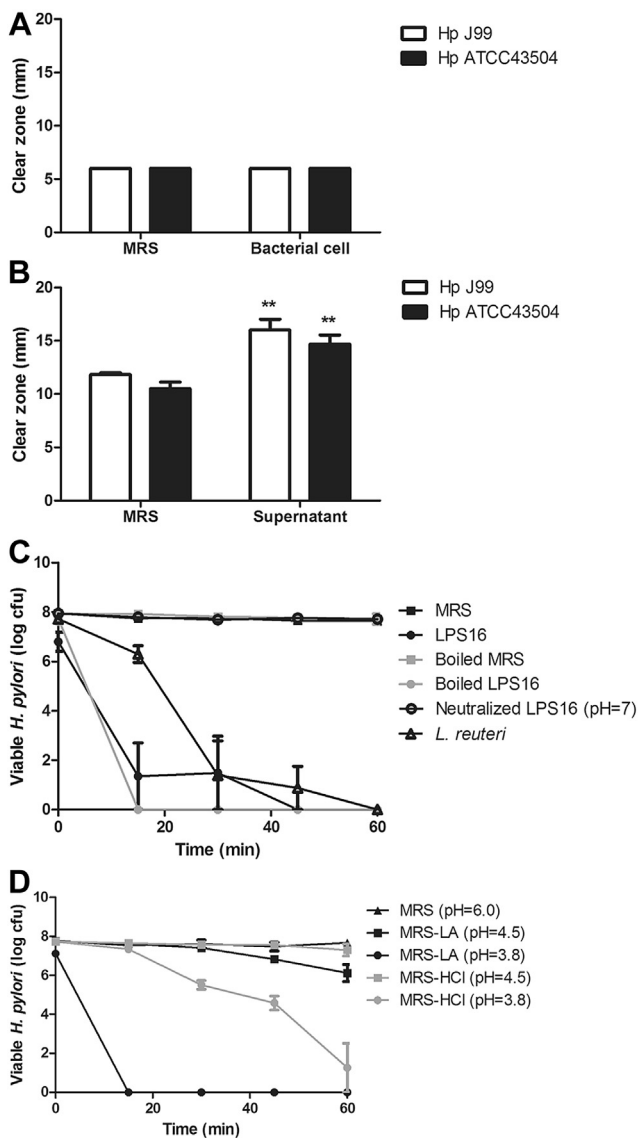 A
Hp J99
Hp ATCC43504
Clear zone (mm)
20
15
10
5
0
MRS
Bacterial cell
B
Hp J99
Hp ATCC43504
Clear zone (mm)
20
15
10
5
0
**
**
MRS
Supernatant
C
Viable H. pylori (log cfu)
10
8
6
4
2
0
0
20
40
60
Time (min)
MRS
LPS16
Boiled MRS
Boiled LPS16
Neutralized LPS16 (pH=7)
L. reuteri
D
Viable H. pylori (log cfu)
10
8
6
4
2
0
0
20
40
60
Time (min)
MRS (pH=6.0)
MRS-LA (pH=4.5)
MRS-LA (pH=3.8)
MRS-HCl (pH=4.5)
MRS-HCl (pH=3.8)